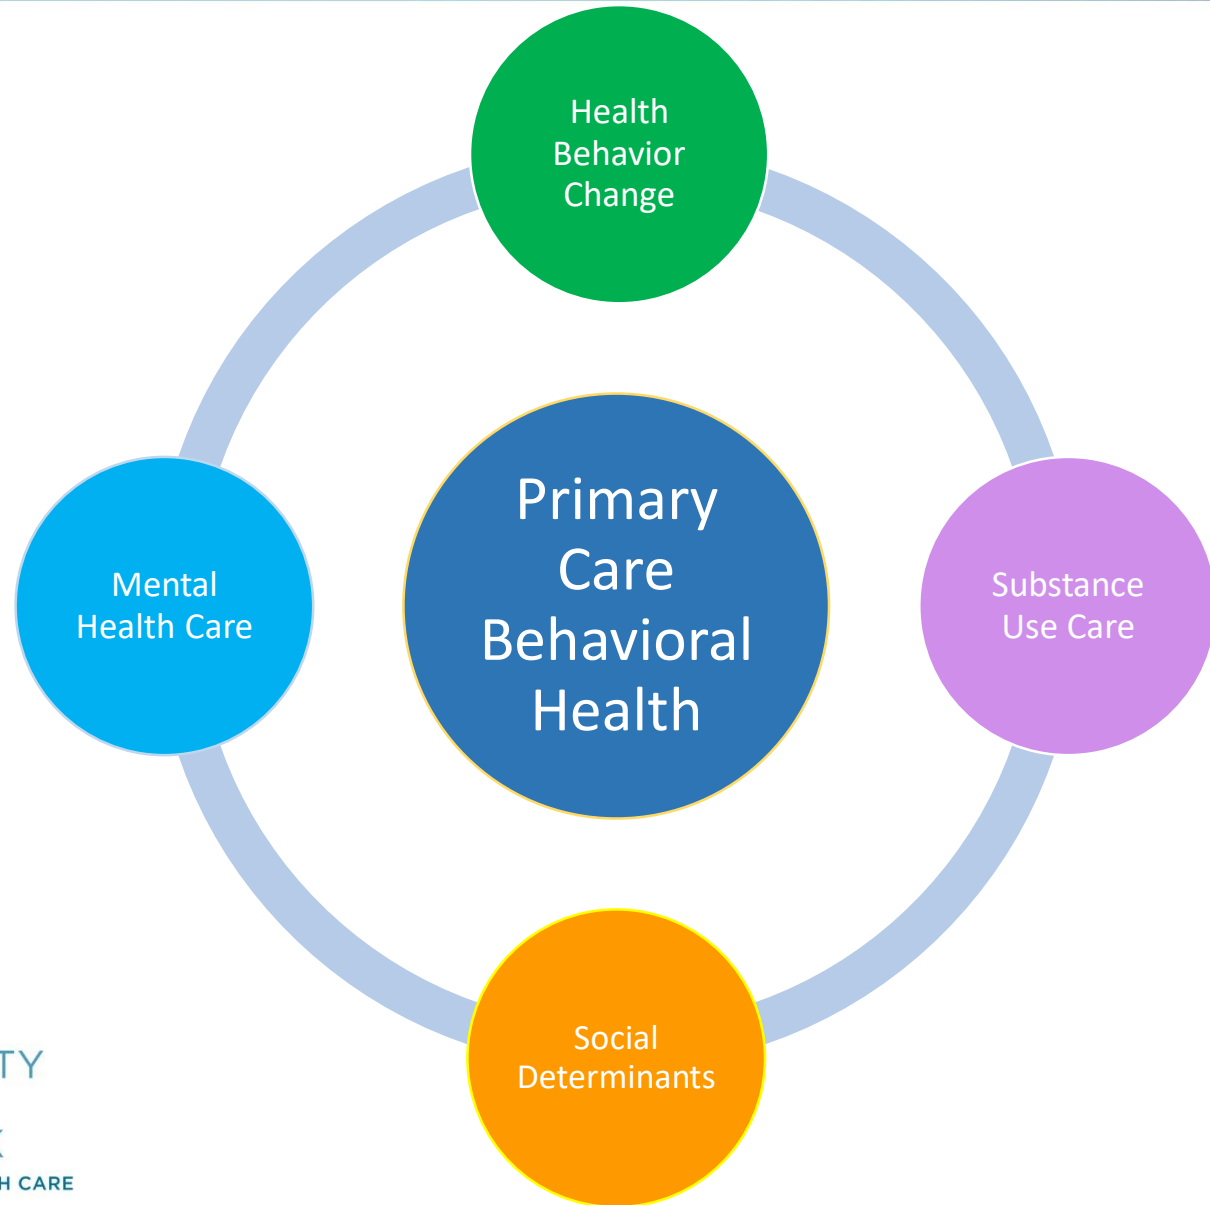 Health
Behavior
Change
Primary
Care
Behavioral
Health
Mental
Health Care
Substance
Use Care
Social
Determinants
TY
H CARE